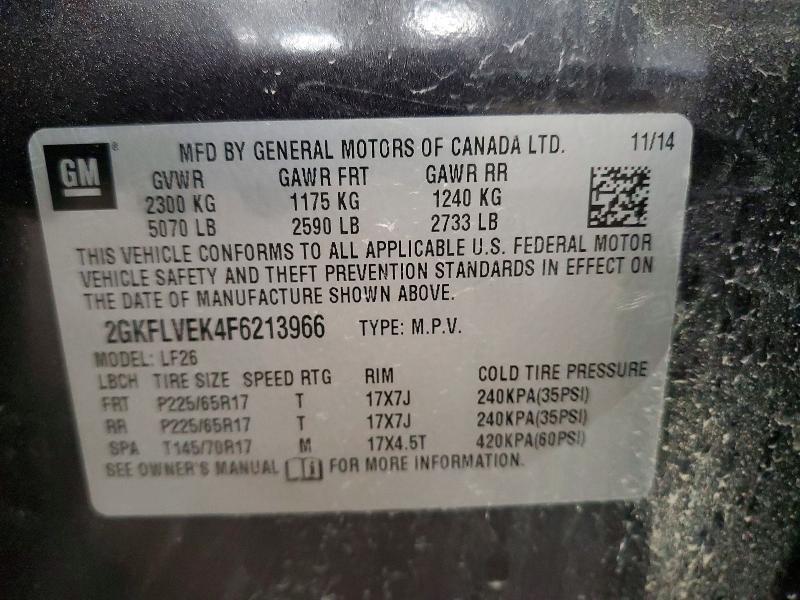 GM® MFD BY GENERAL MOTORS OF CANADA LTD. 11/14
GVWR GAWR FRT GAWR RR
2300 KG 1175 KG 1240 KG
5070 LB 2590 LB 2733 LB
THIS VEHICLE CONFORMS TO ALL APPLICABLE U.S. FEDERAL MOTOR
VEHICLE SAFETY AND THEFT PREVENTION STANDARDS IN EFFECT ON
THE DATE OF MANUFACTURE SHOWN ABOVE.
2GKFLVEK4F6213966 TYPE: M.P.V.
MODEL: LF26
LBCH TIRE SIZE SPEED RTG RIM COLD TIRE PRESSURE
FRT P225/65R17 T 17X7J 240KPA(35PSI)
RR P225/65R17 T 17X7J 240KPA(35PSI)
SPA T145/70R17 M 17X4.5T 420KPA(60PSI)
SEE OWNER'S MANUAL FOR MORE INFORMATION.